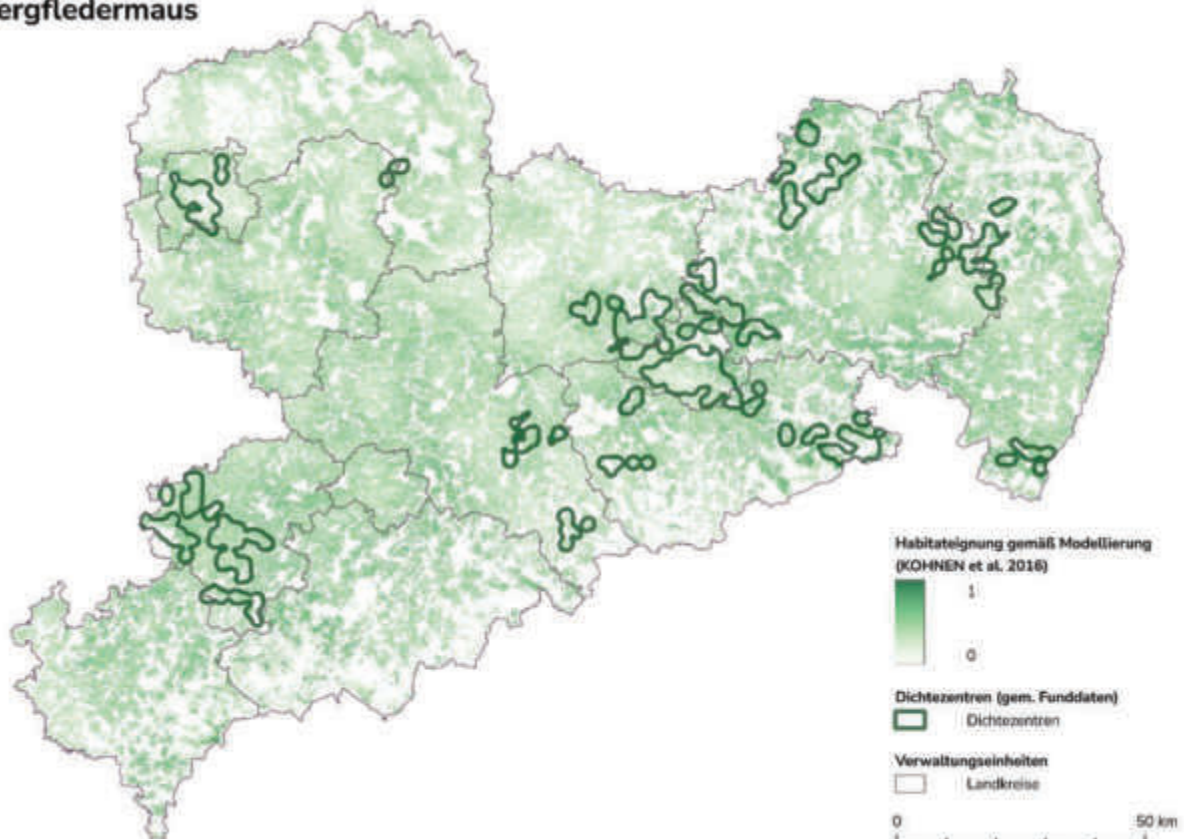 ergfledermaus
Habitateignung gemäß Modellierung
(KOHNEN et al. 2016)
1
0
Dichtezentren (gem. Funddaten)
Dichtezentren
Verwaltungseinheiten
Landkreise
0 50 km